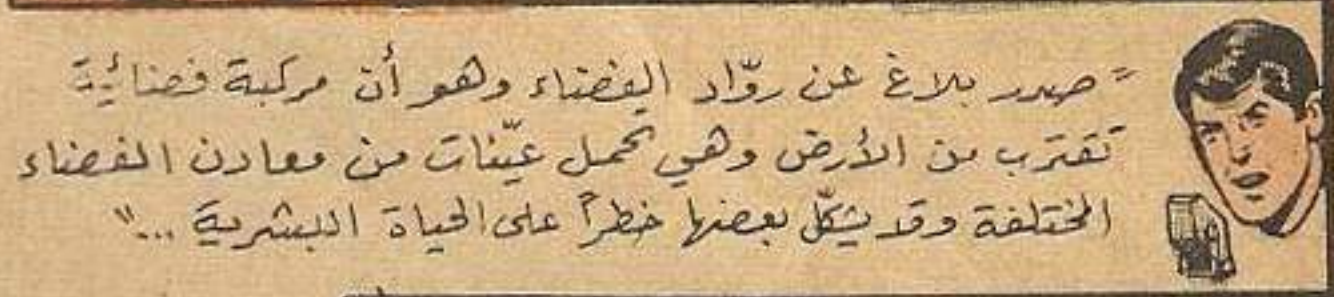 "صدر بلاغ عن روّاد الفضاء وهو أن مركبة فضائية
تقترب من الأرض وهي تحمل عيّنات من معادن الفضاء
المختلفة وقد يشكّل بعضها خطراً على الحياة البشرية ..."